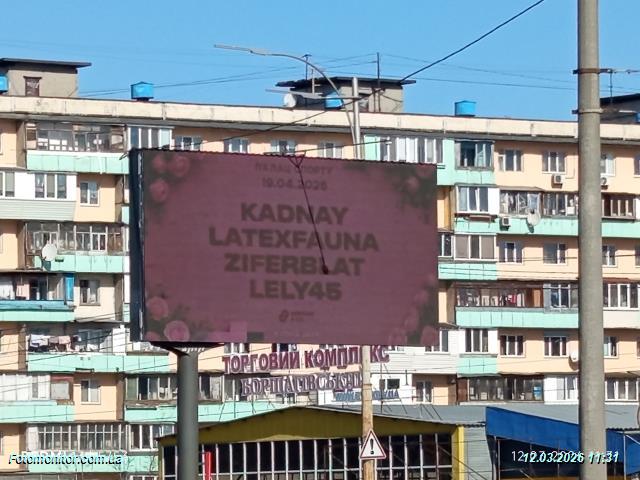 ПАЛАЦ СПОРТУ
19.04.2026
KADNAY
LATEXFAUNA
ZIFERBLAT
LELY45
ТОРГОВИЙ КОМПЛЕКС
БОРЩАГІВСЬКИЙ
Fotomonitor.com.ua
12.03.2026 11:31